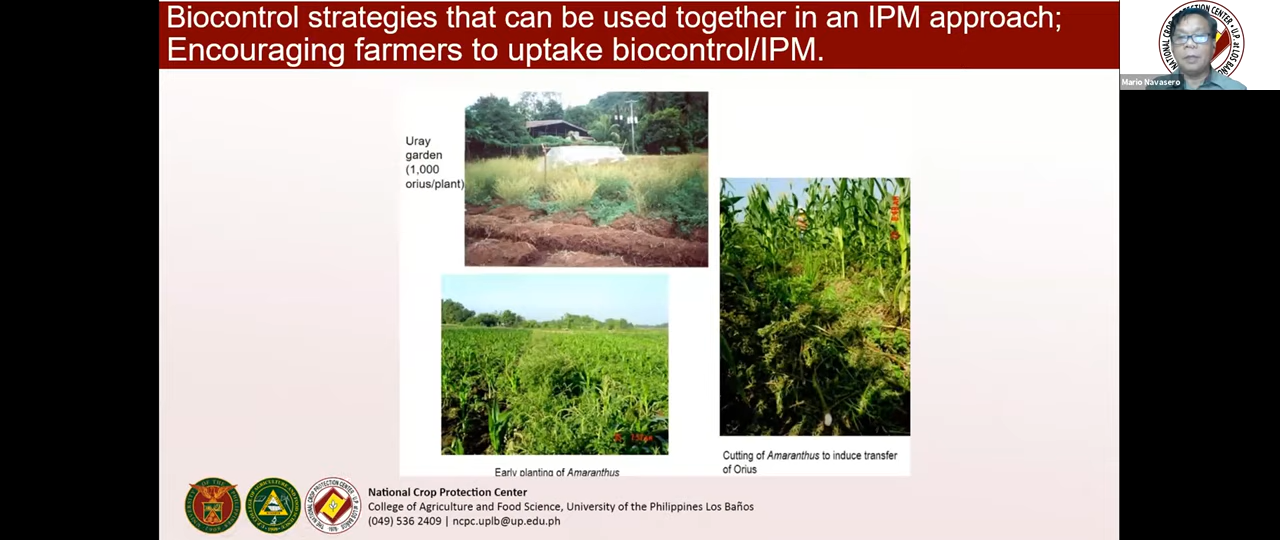 Biocontrol strategies that can be used together in an IPM approach;
Encouraging farmers to uptake biocontrol/IPM.
Mario Navasero
Uray
garden
(1,000
orius/plant)
Early planting of Amaranthus
Cutting of Amaranthus to induce transfer
of Orius
National Crop Protection Center
College of Agriculture and Food Science, University of the Philippines Los Baños
(049) 536 2409 | ncpc.uplb@up.edu.ph